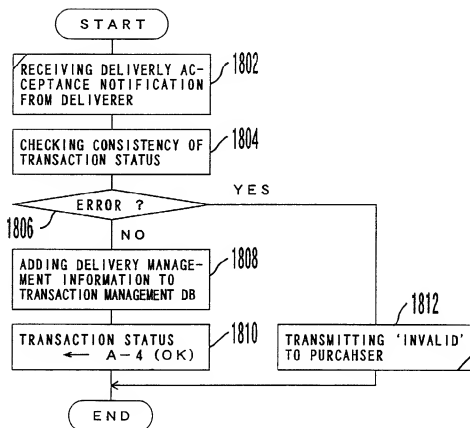 START
RECEIVING DELIVERLY AC-
CEPTANCE NOTIFICATION
FROM DELIVERER
1802
CHECKING CONSISTENCY OF
TRANSACTION STATUS
1804
ERROR ?
YES
1806
NO
ADDING DELIVERY MANAGE-
MENT INFORMATION TO
TRANSACTION MANAGEMENT DB
1808
TRANSACTION STATUS
← A-4 (OK)
1810
1812
TRANSMITTING 'INVALID'
TO PURCAHSER
END